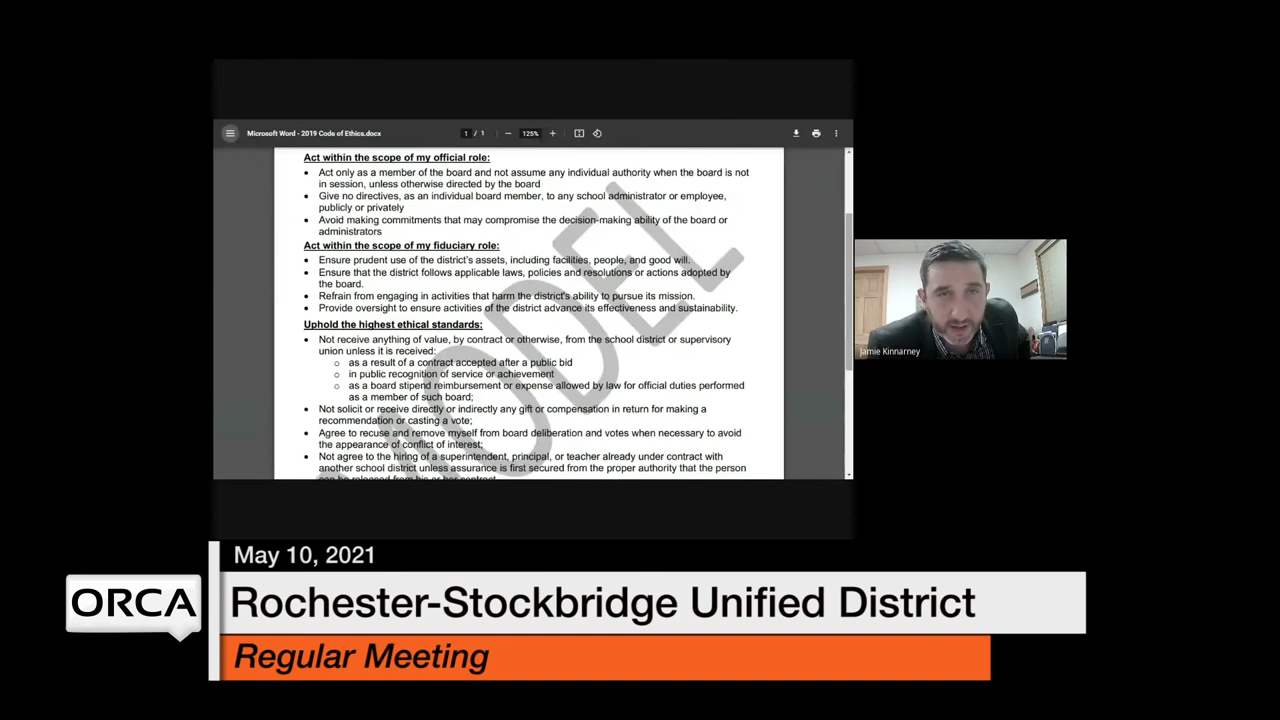 Microsoft Word - 2019 Code of Ethics.docx
1 / 1
125%
Act within the scope of my official role:
• Act only as a member of the board and not assume any individual authority when the board is not
in session, unless otherwise directed by the board
• Give no directives, as an individual board member, to any school administrator or employee,
publicly or privately
• Avoid making commitments that may compromise the decision-making ability of the board or
administrators
Act within the scope of my fiduciary role:
• Ensure prudent use of the district's assets, including facilities, people, and good will.
• Ensure that the district follows applicable laws, policies and resolutions or actions adopted by
the board.
• Refrain from engaging in activities that harm the district's ability to pursue its mission.
• Provide oversight to ensure activities of the district advance its effectiveness and sustainability.
Uphold the highest ethical standards:
• Not receive anything of value, by contract or otherwise, from the school district or supervisory
union unless it is received:
o as a result of a contract accepted after a public bid
o in public recognition of service or achievement
o as a board stipend reimbursement or expense allowed by law for official duties performed
as a member of such board;
• Not solicit or receive directly or indirectly any gift or compensation in return for making a
recommendation or casting a vote;
• Agree to recuse and remove myself from board deliberation and votes when necessary to avoid
the appearance of conflict of interest;
• Not agree to the hiring of a superintendent, principal, or teacher already under contract with
another school district unless assurance is first secured from the proper authority that the person
can be released from his or her contract
MODEL
Jamie Kinnarney
May 10, 2021
ORCA
Rochester-Stockbridge Unified District
Regular Meeting